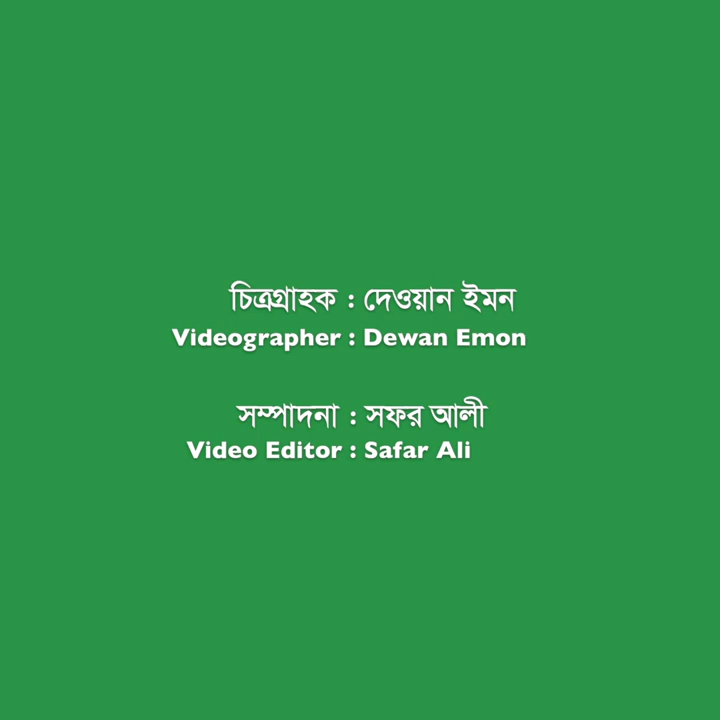 চিত্রগ্রাহক : দেওয়ান ইমন
Videographer : Dewan Emon
সম্পাদনা : সফর আলী
Video Editor : Safar Ali